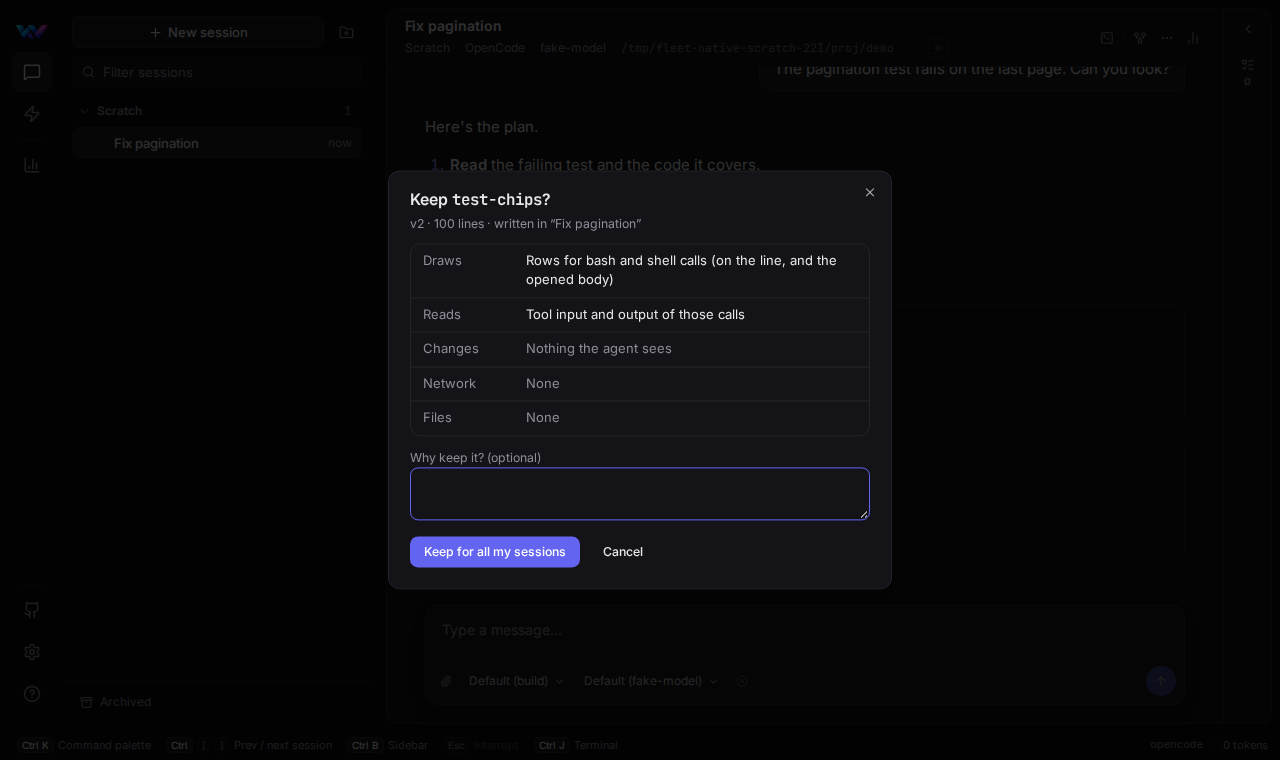 New session
Filter sessions
Scratch 1
Fix pagination now
Archived
Fix pagination
Scratch OpenCode fake-model /tmp/fleet-native-scratch-221/proj/demo
0
The pagination test fails on the last page. Can you look?
Here's the plan.
1. Read the failing test and the code it covers.
Keep test-chips?
v2 · 100 lines · written in “Fix pagination”
Draws Rows for bash and shell calls (on the line, and the
opened body)
Reads Tool input and output of those calls
Changes Nothing the agent sees
Network None
Files None
Why keep it? (optional)
Keep for all my sessions Cancel
Type a message...
Default (build) Default (fake-model)
Ctrl K Command palette Ctrl [ ] Prev / next session Ctrl B Sidebar Esc Interrupt Ctrl J Terminal opencode 0 tokens